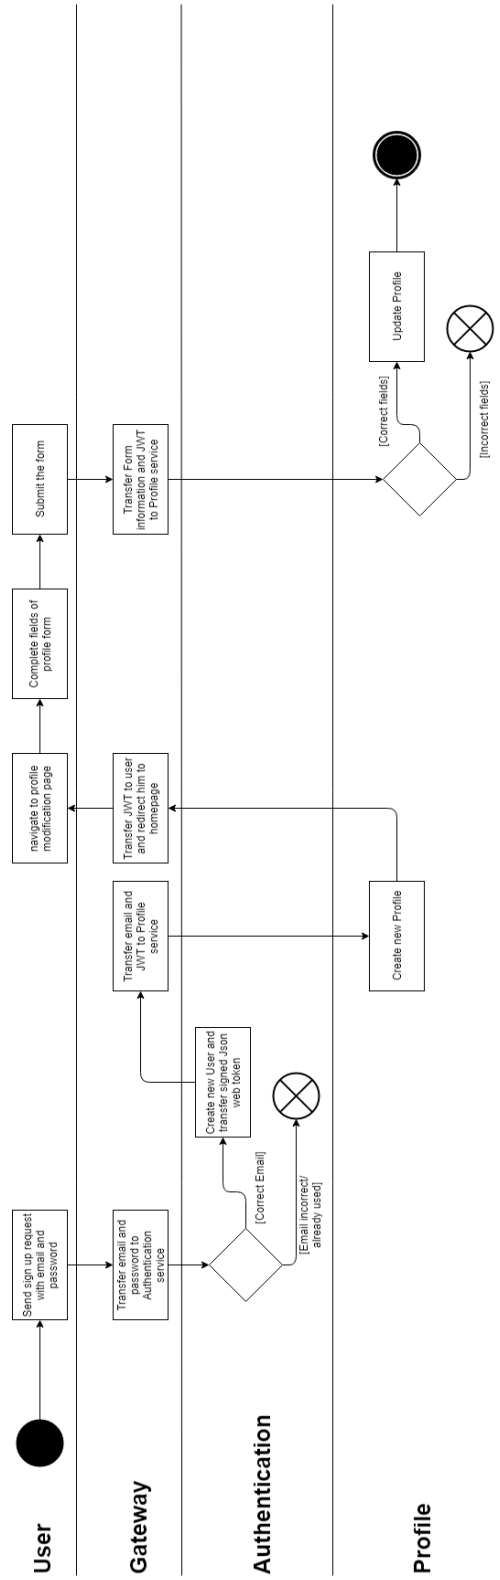 User
Send sign up request
with email and
password
navigate to profile
modification page
Complete fields of
profile form
Submit the form
Gateway
Transfer email and
password to
Authentication
service
Transfer email and
JWT to Profile
service
Transfer JWT to user
and redirect him to
homepage
Transfer Form
information and JWT
to Profile service
Authentication
[Correct Email]
[Email incorrect/
already used]
Create new User and
transfer signed Json
web token
Profile
Create new Profile
[Correct fields]
[Incorrect fields]
Update Profile